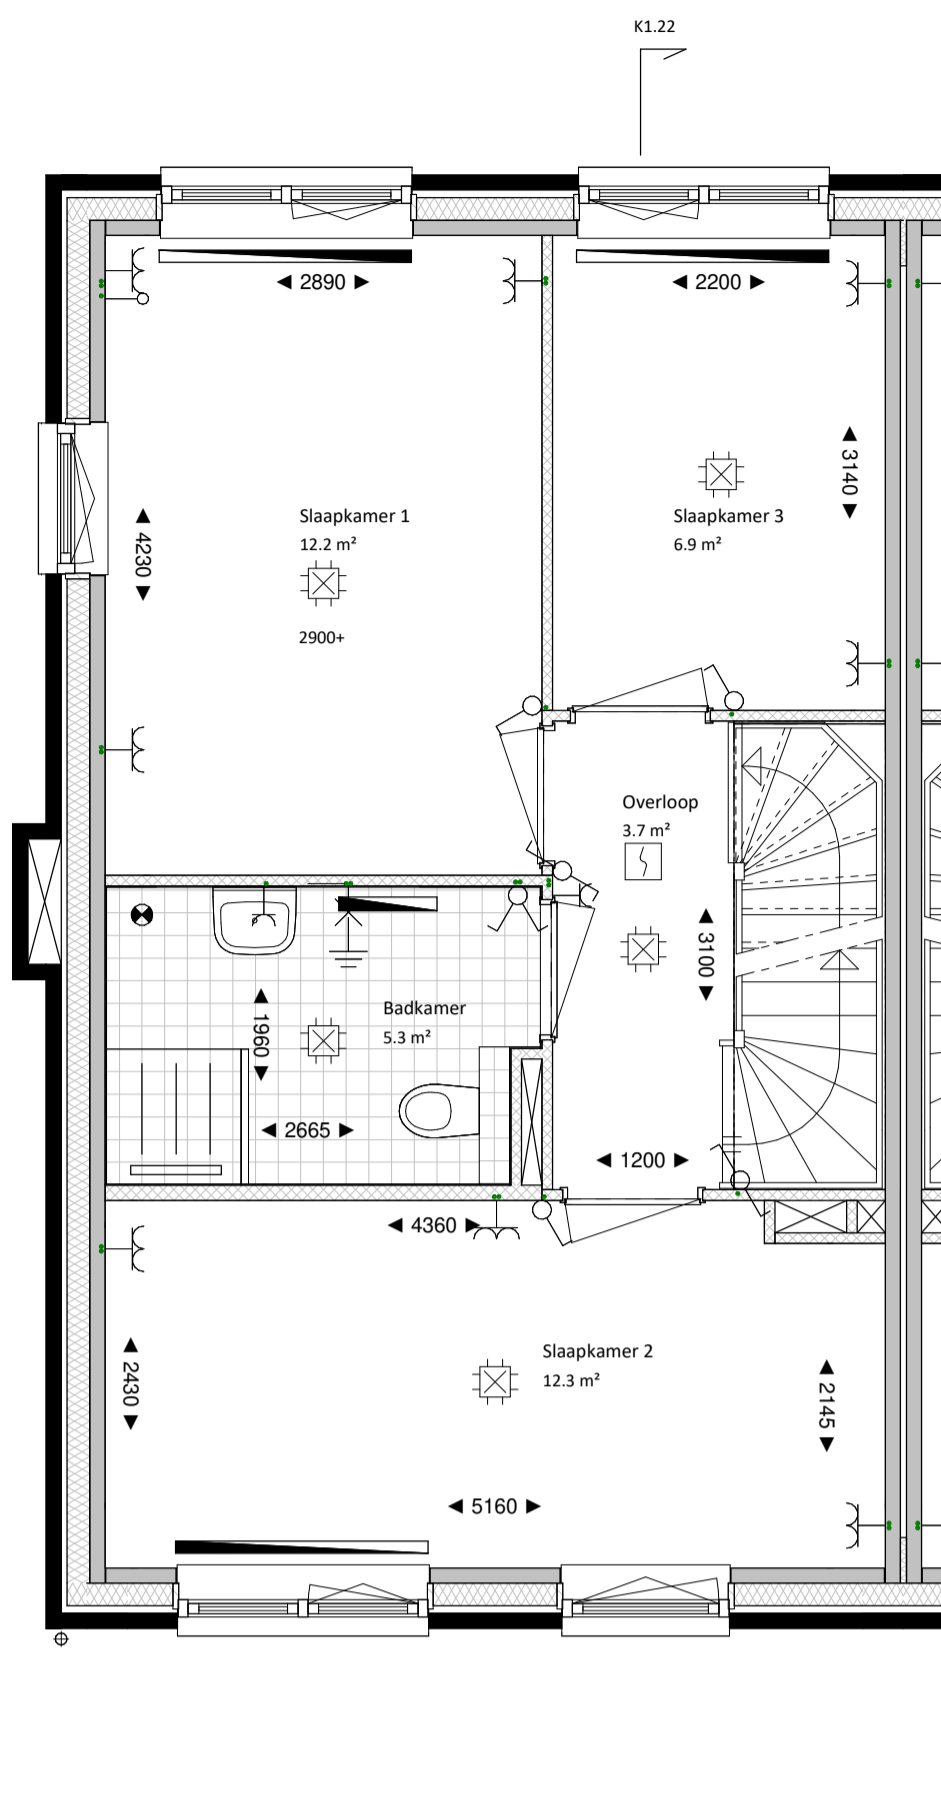 K1.22
◄ 2890 ►
◄ 2200 ►
◄ 3140 ►
Slaapkamer 1
12.2 m²
Slaapkamer 3
6.9 m²
◄ 4230 ►
2900+
Overloop
3.7 m²
◄ 3100 ►
Badkamer
5.3 m²
◄ 1960 ►
◄ 2665 ►
◄ 1200 ►
◄ 4360 ►
Slaapkamer 2
12.3 m²
◄ 2430 ►
◄ 2145 ►
◄ 5160 ►